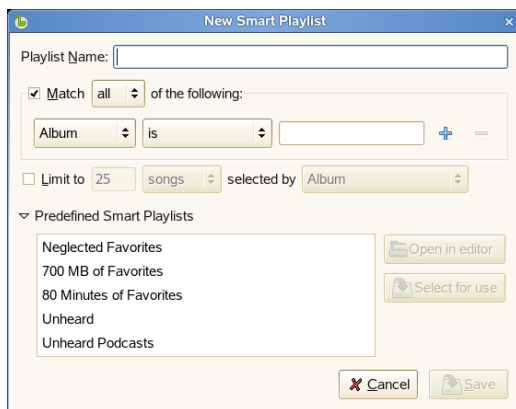 New Smart Playlist
Playlist Name:
Match all of the following:
Album is
Limit to 25 songs selected by Album
Predefined Smart Playlists
Neglected Favorites
700 MB of Favorites
80 Minutes of Favorites
Unheard
Unheard Podcasts
Open in editor
Select for use
Cancel Save